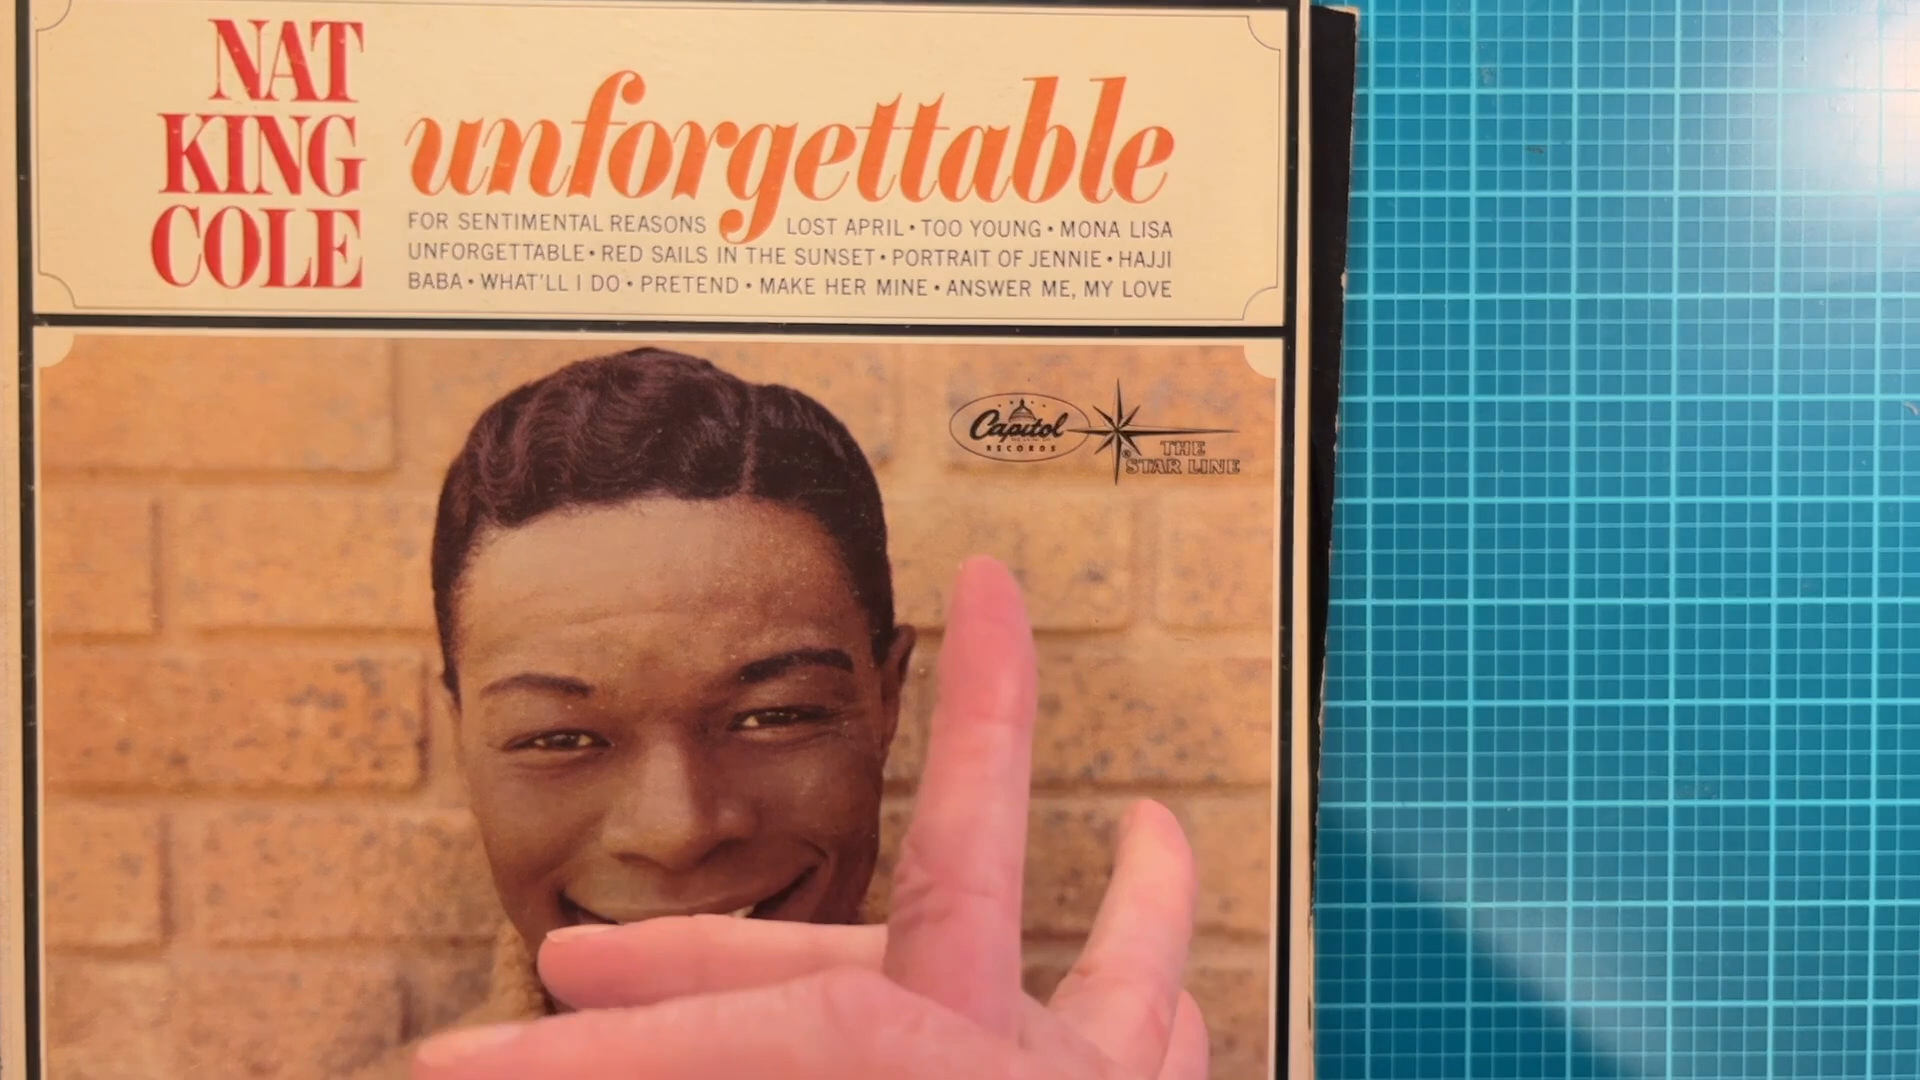 NAT
KING
COLE
unforgettable
FOR SENTIMENTAL REASONS LOST APRIL • TOO YOUNG • MONA LISA
UNFORGETTABLE • RED SAILS IN THE SUNSET • PORTRAIT OF JENNIE • HAJJI
BABA • WHAT'LL I DO • PRETEND • MAKE HER MINE • ANSWER ME, MY LOVE
Capitol
RECORDS
THE
® STAR LINE